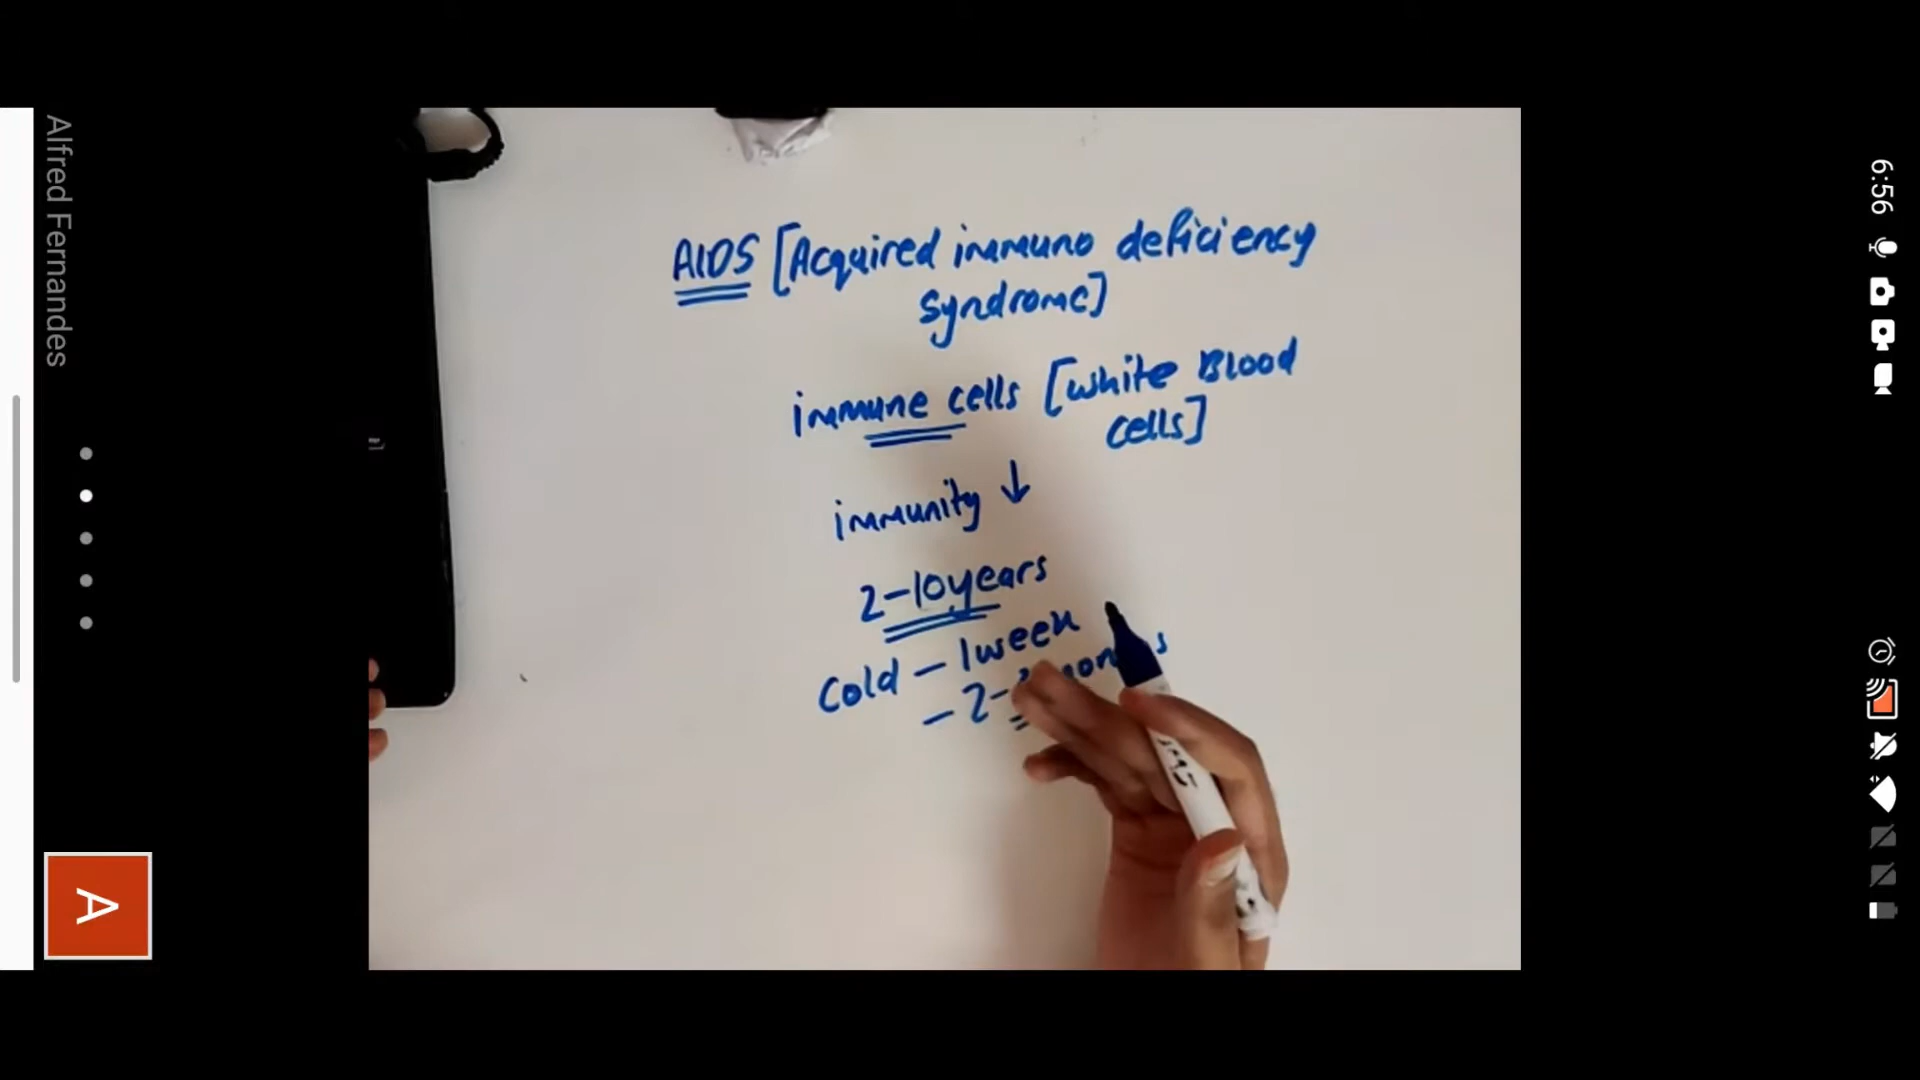 AIDS [Acquired immuno deficiency
syndrome]
immune cells [White Blood
cells]
immunity ↓
2-10years
Cold - 1week
- 2-
Alfred Fernandes
A
6:56